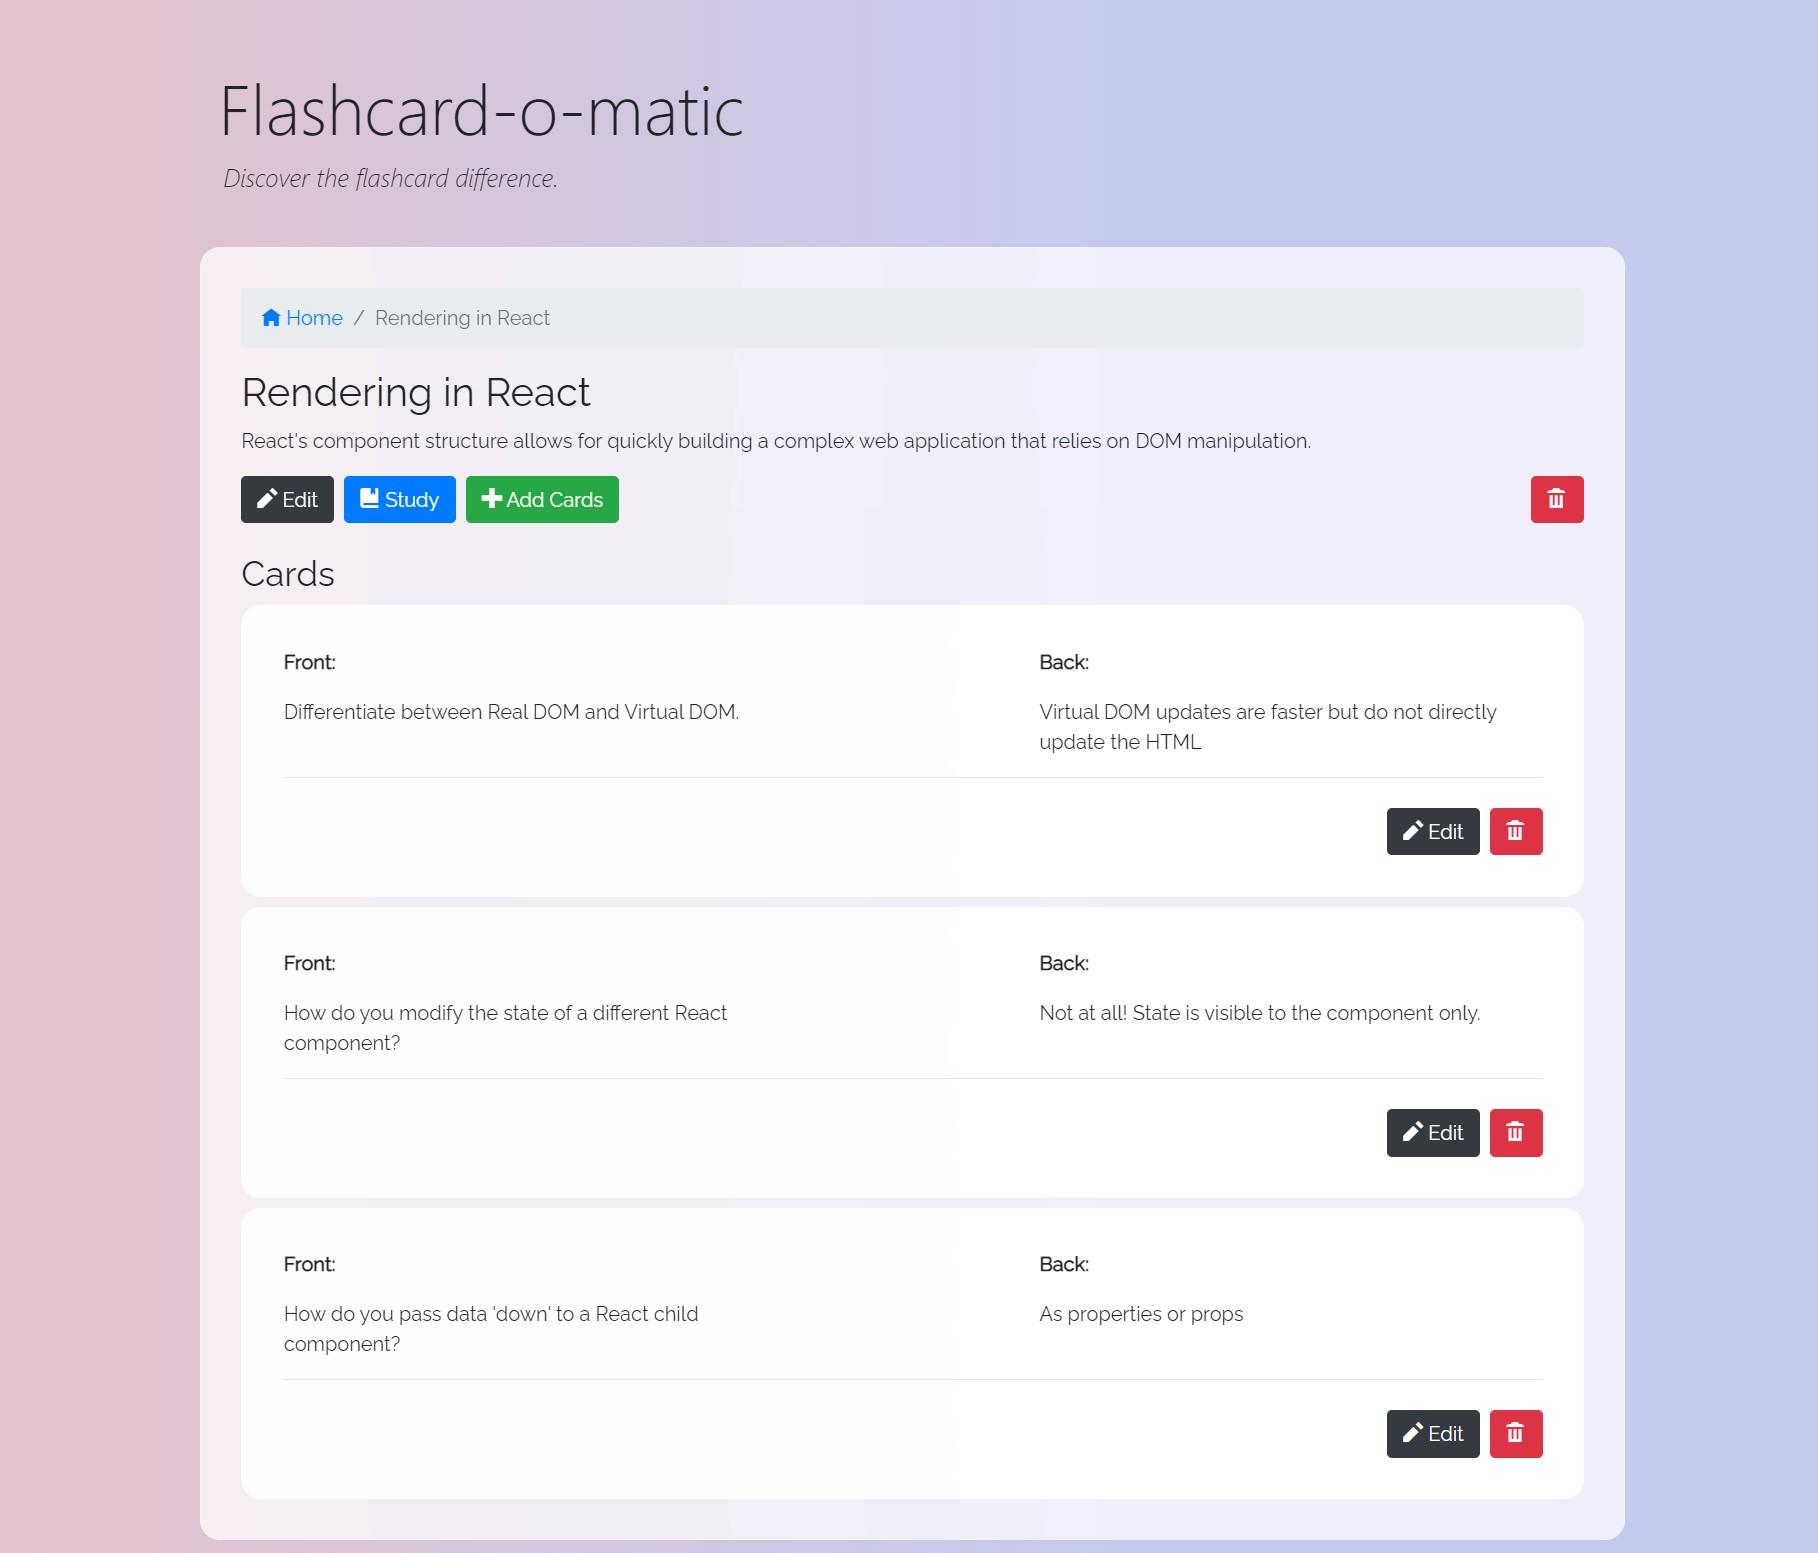 Flashcard-o-matic
Discover the flashcard difference.
Home / Rendering in React
Rendering in React
React's component structure allows for quickly building a complex web application that relies on DOM manipulation.
Edit Study Add Cards
Cards
Front: Back:
Differentiate between Real DOM and Virtual DOM. Virtual DOM updates are faster but do not directly
update the HTML
Edit
Front: Back:
How do you modify the state of a different React Not at all! State is visible to the component only.
component?
Edit
Front: Back:
How do you pass data 'down' to a React child As properties or props
component?
Edit